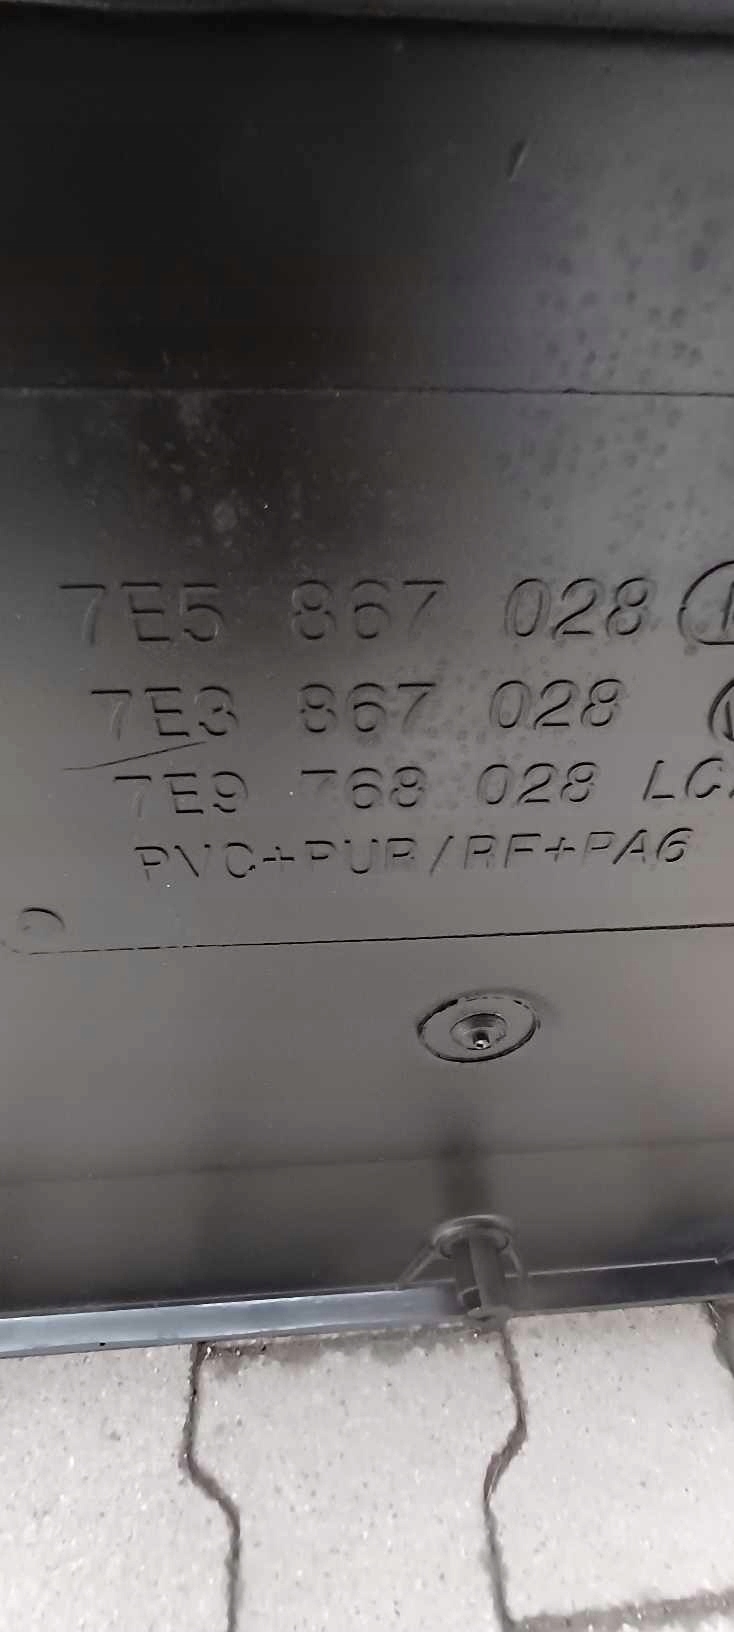 7E5 867 028
7E3 867 028
7E9 768 028
PVC+PUR/RF+PA6